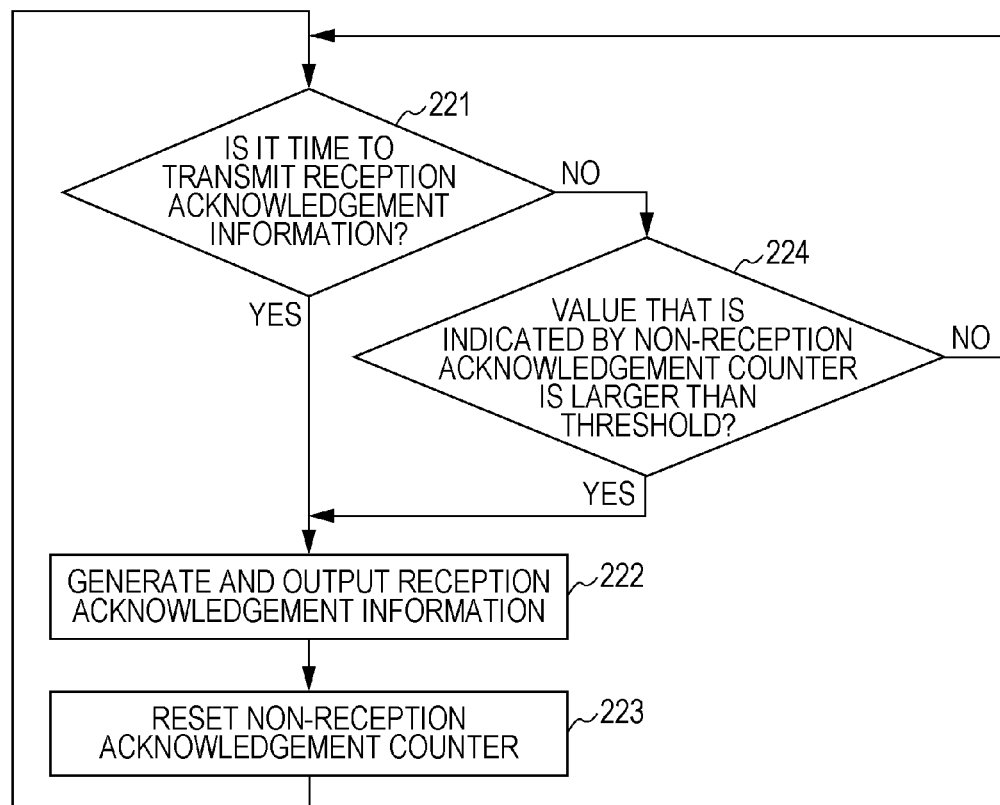 221
IS IT TIME TO
TRANSMIT RECEPTION
ACKNOWLEDGEMENT
INFORMATION?
NO
YES
224
VALUE THAT IS
INDICATED BY NON-RECEPTION
ACKNOWLEDGEMENT COUNTER
IS LARGER THAN
THRESHOLD?
NO
YES
GENERATE AND OUTPUT RECEPTION
ACKNOWLEDGEMENT INFORMATION
222
RESET NON-RECEPTION
ACKNOWLEDGEMENT COUNTER
223